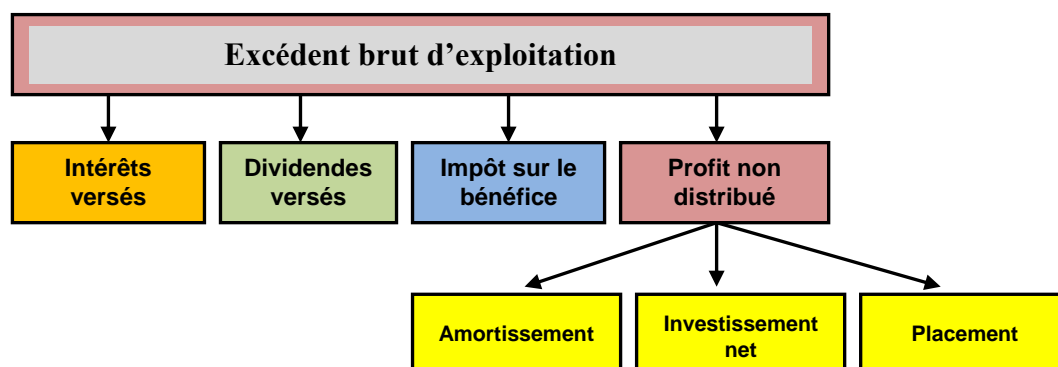 Excédent brut d'exploitation
Intérêts
versés
Dividendes
versés
Impôt sur le
bénéfice
Profit non
distribué
Amortissement
Investissement
net
Placement